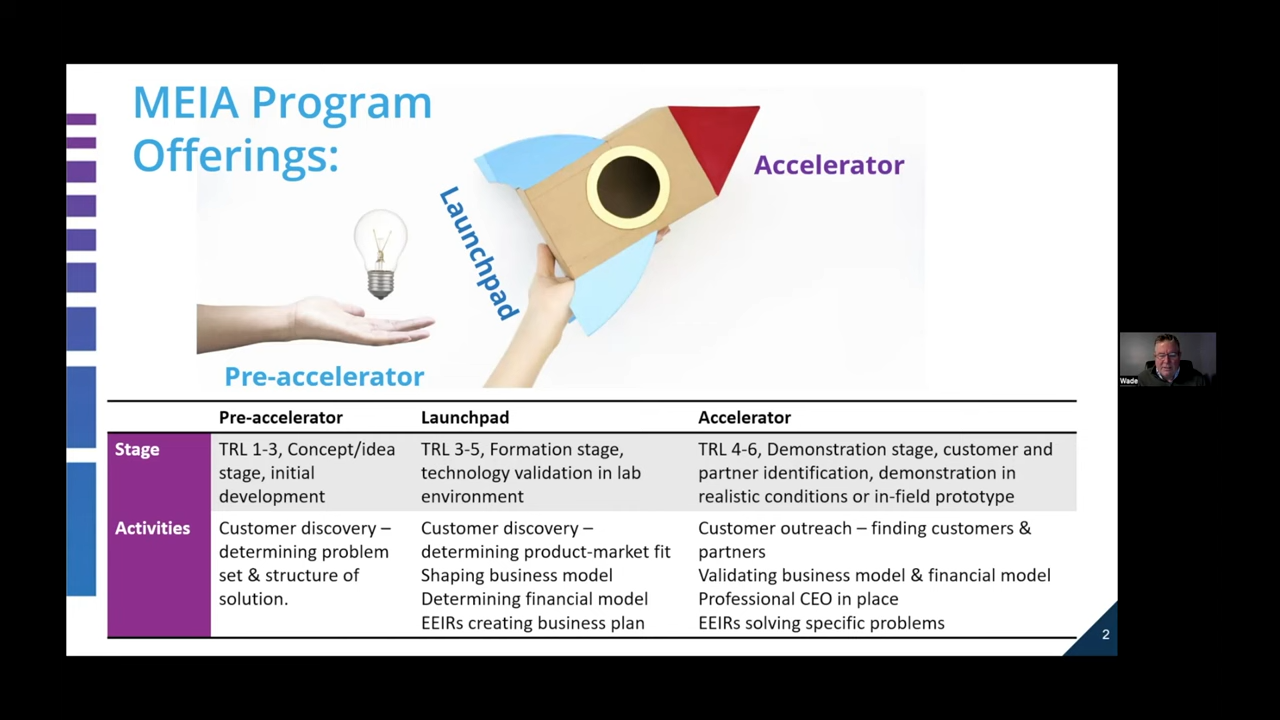 MEIA Program
Offerings:
Launchpad
Accelerator
Pre-accelerator
Wade
Pre-accelerator
Launchpad
Accelerator
Stage
TRL 1-3, Concept/idea
stage, initial
development
TRL 3-5, Formation stage,
technology validation in lab
environment
TRL 4-6, Demonstration stage, customer and
partner identification, demonstration in
realistic conditions or in-field prototype
Activities
Customer discovery –
determining problem
set & structure of
solution.
Customer discovery –
determining product-market fit
Shaping business model
Determining financial model
EEIRs creating business plan
Customer outreach – finding customers &
partners
Validating business model & financial model
Professional CEO in place
EEIRs solving specific problems
2